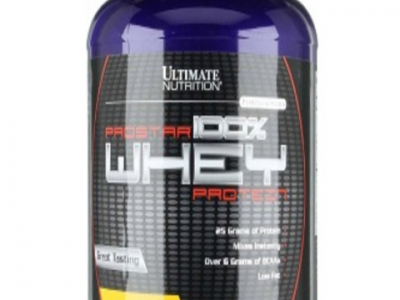 ULTIMATE
NUTRITION®
PROSTAR 100%
WHEY
PROTEIN
25 Grams of Protein
Mixes Instantly
Over 6 Grams of BCAAs
Low Fat
Great Tasting